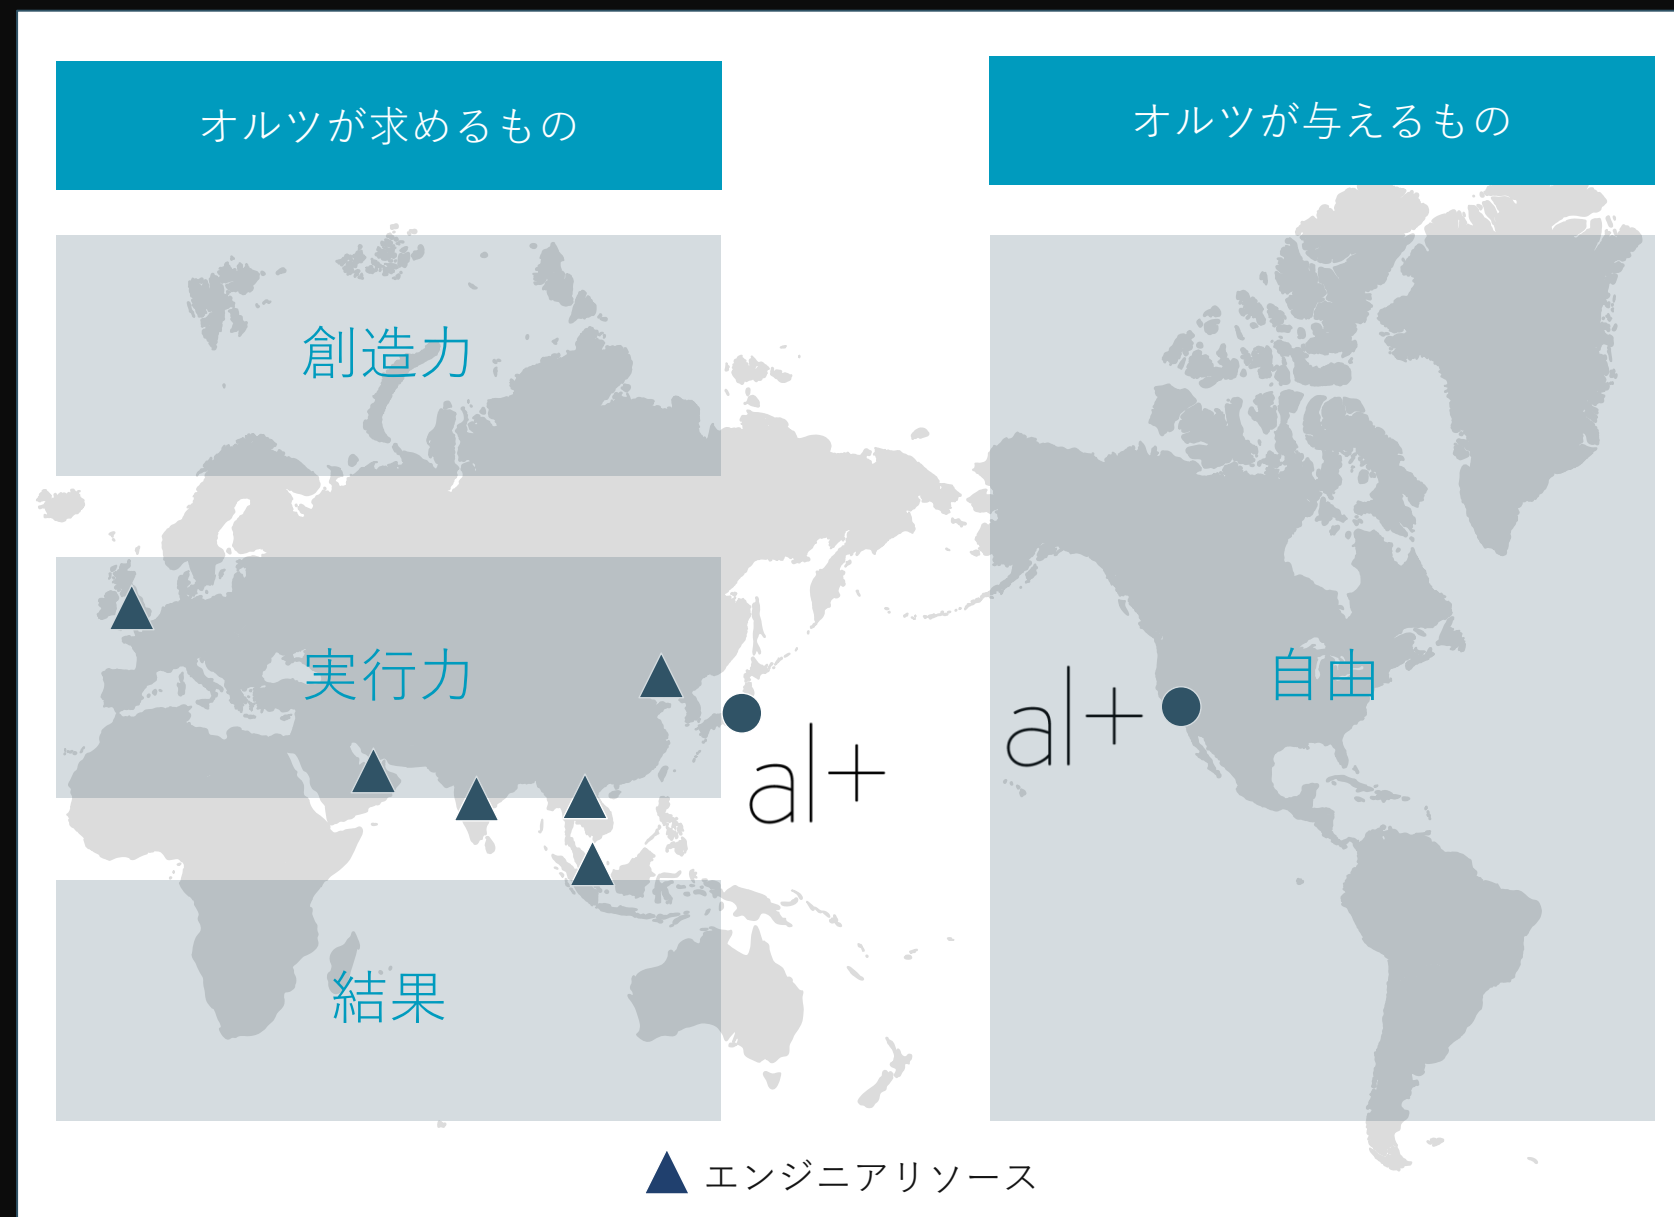 オルツが求めるもの
オルツが与えるもの
創造力
実行力
結果
自由
al+
al+
エンジニアリソース